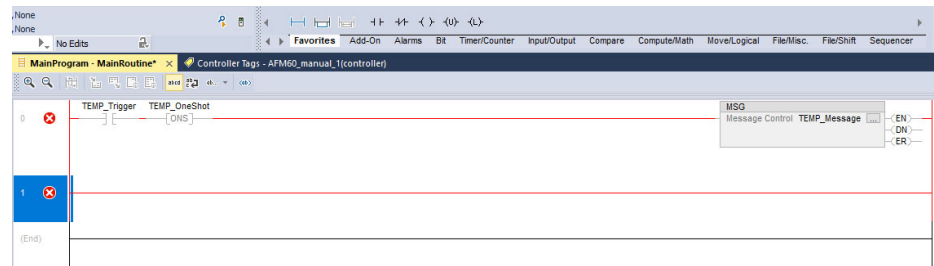 None
None
No Edits
Favorites Add-On Alarms Bit Timer/Counter Input/Output Compare Compute/Math Move/Logical File/Misc. File/Shift Sequencer
MainProgram - MainRoutine* × Controller Tags - AFM60_manual_1(controller)
0 TEMP_Trigger TEMP_OneShot
ONS
MSG
Message Control TEMP_Message ...
EN
DN
ER
1
(End)